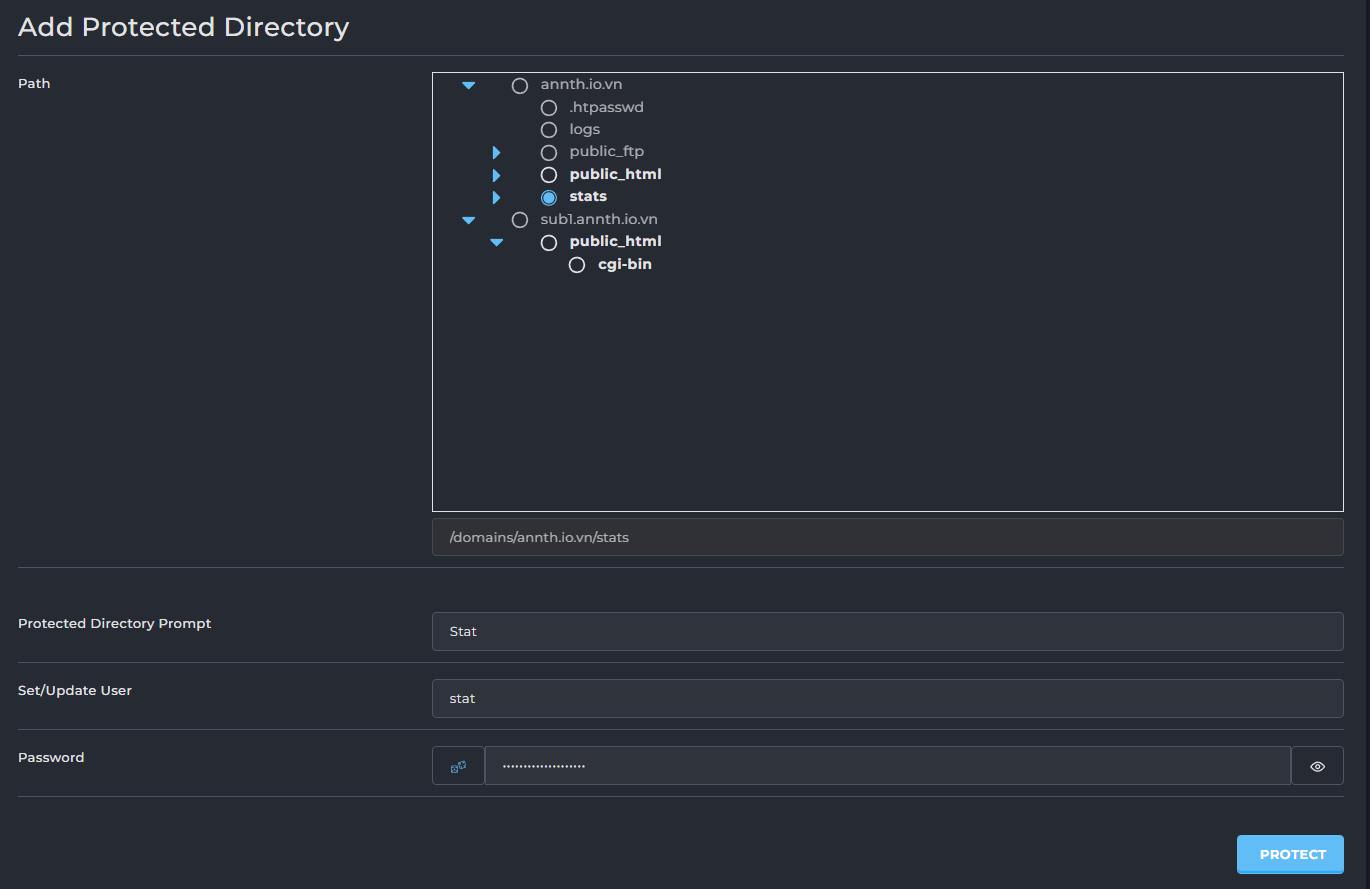 Add Protected Directory
Path
annth.io.vn
.htpasswd
logs
public_ftp
public_html
stats
sub1.annth.io.vn
public_html
cgi-bin
/domains/annth.io.vn/stats
Protected Directory Prompt
Stat
Set/Update User
stat
Password
••••••••••••••••••••
PROTECT